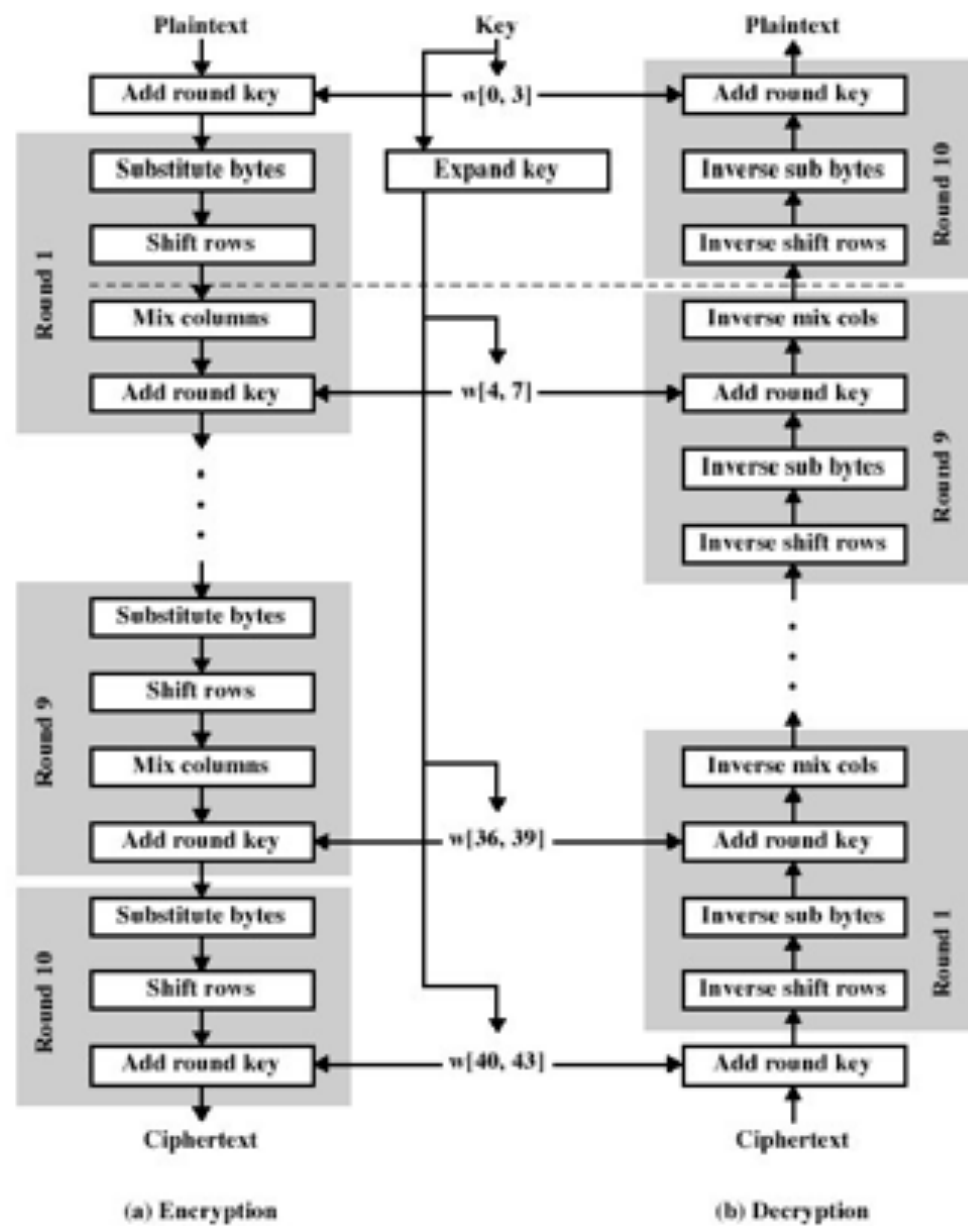 Plaintext
Add round key
Substitute bytes
Shift rows
Mix columns
Add round key
Round 1
Substitute bytes
Shift rows
Mix columns
Add round key
Round 9
Substitute bytes
Shift rows
Add round key
Round 10
Ciphertext
(a) Encryption
Key
w[0, 3]
Expand key
w[4, 7]
w[36, 39]
w[40, 43]
Plaintext
Add round key
Inverse sub bytes
Inverse shift rows
Round 10
Inverse mix cols
Add round key
Inverse sub bytes
Inverse shift rows
Round 9
Inverse mix cols
Add round key
Inverse sub bytes
Inverse shift rows
Round 1
Add round key
Ciphertext
(b) Decryption